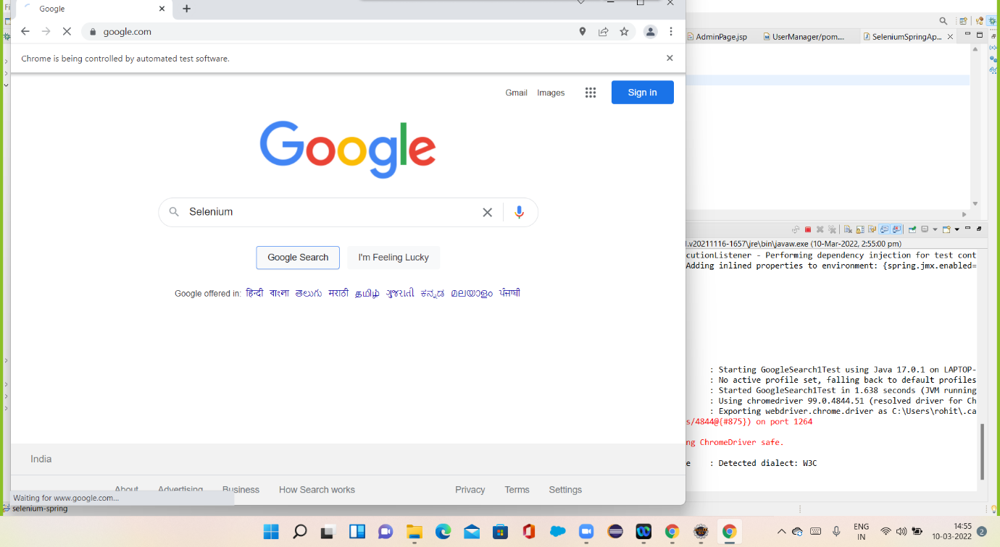 Google
google.com
Chrome is being controlled by automated test software.
Gmail Images Sign in
Google
Selenium
Google Search I'm Feeling Lucky
Google offered in: हिन्दी বাংলা తెలుగు मराठी தமிழ் ગુજરાતી ಕನ್ನಡ മലയാളം ਪੰਜਾਬੀ
India
About Advertising Business How Search works Privacy Terms Settings
Waiting for www.google.com...
selenium-spring
AdminPage.jsp UserManager/pom.... SeleniumSpringAp...
.v20211116-1657\jre\bin\javaw.exe (10-Mar-2022, 2:55:00 pm)
cutionListener - Performing dependency injection for test cont
Adding inlined properties to environment: {spring.jmx.enabled=
: Starting GoogleSearch1Test using Java 17.0.1 on LAPTOP-
: No active profile set, falling back to default profiles
: Started GoogleSearch1Test in 1.638 seconds (JVM running
: Using chromedriver 99.0.4844.51 (resolved driver for Ch
: Exporting webdriver.chrome.driver as C:\Users\rohit\.ca
s/4844@{#875}) on port 1264
ng ChromeDriver safe.
e : Detected dialect: W3C
ENG
IN
14:55
10-03-2022
2